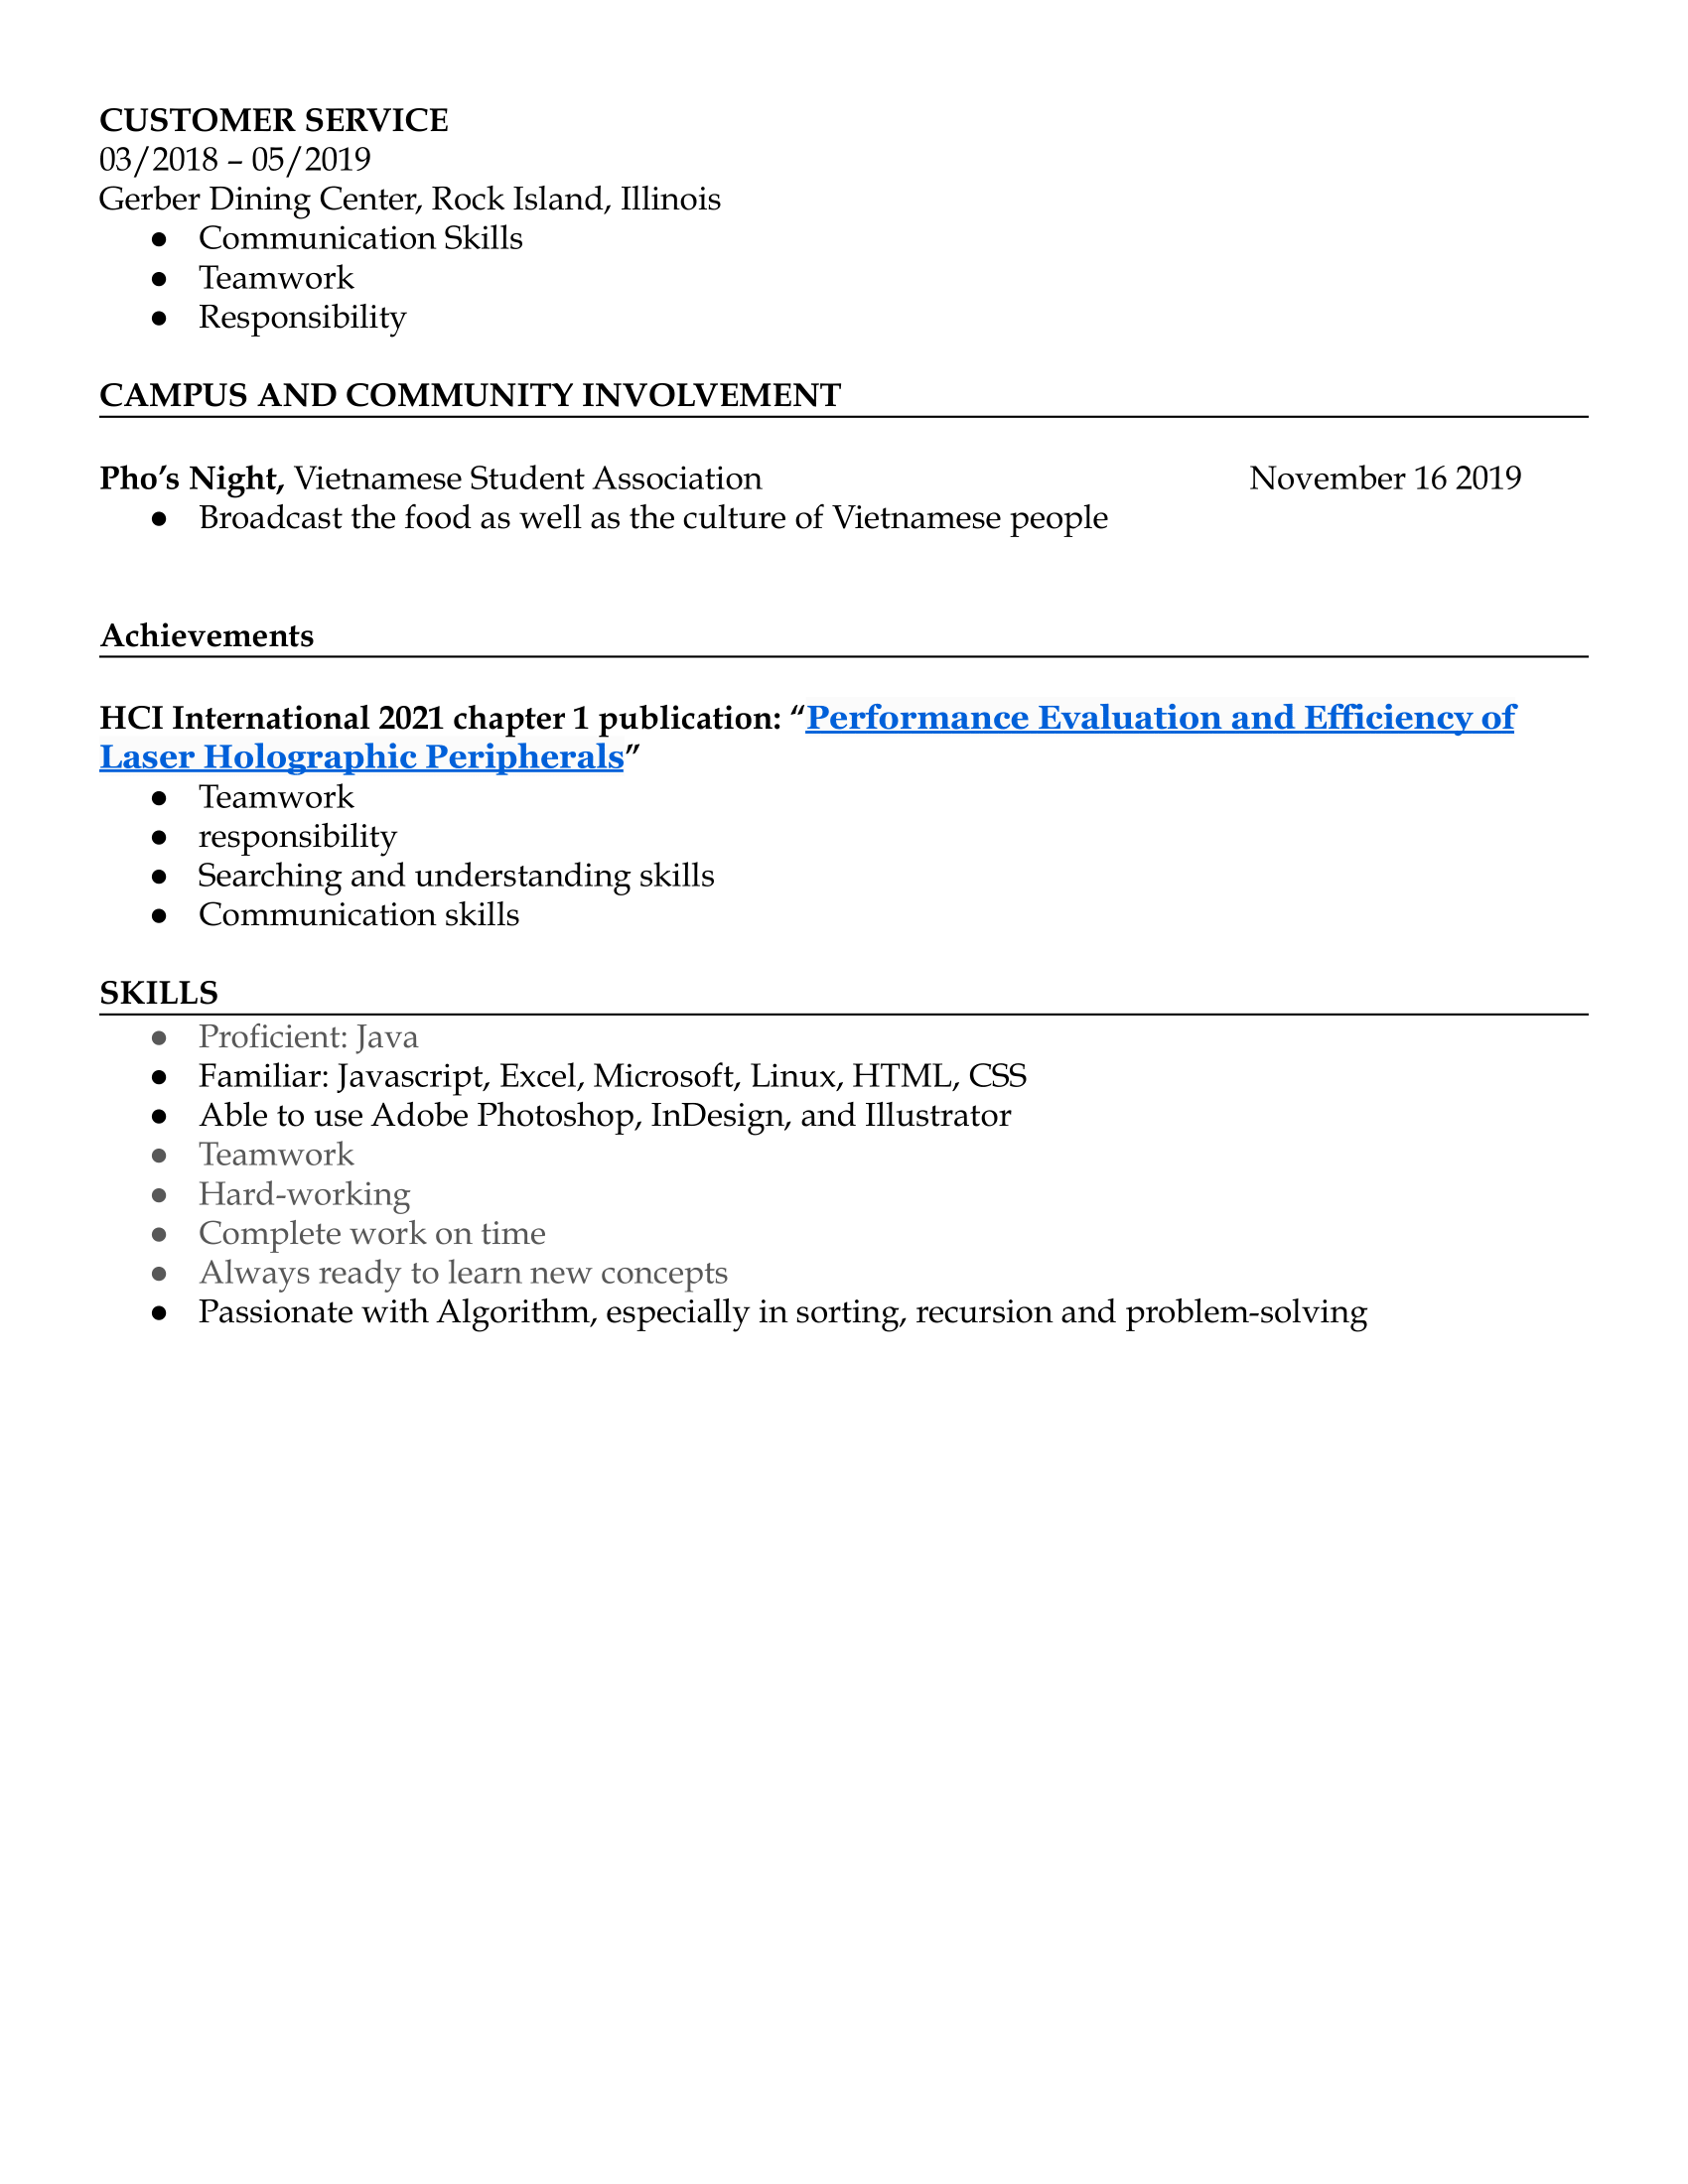 CUSTOMER SERVICE
03/2018 – 05/2019
Gerber Dining Center, Rock Island, Illinois
● Communication Skills
● Teamwork
● Responsibility
CAMPUS AND COMMUNITY INVOLVEMENT
Pho’s Night, Vietnamese Student Association November 16 2019
● Broadcast the food as well as the culture of Vietnamese people
Achievements
HCI International 2021 chapter 1 publication: “Performance Evaluation and Efficiency of
Laser Holographic Peripherals”
● Teamwork
● responsibility
● Searching and understanding skills
● Communication skills
SKILLS
● Proficient: Java
● Familiar: Javascript, Excel, Microsoft, Linux, HTML, CSS
● Able to use Adobe Photoshop, InDesign, and Illustrator
● Teamwork
● Hard-working
● Complete work on time
● Always ready to learn new concepts
● Passionate with Algorithm, especially in sorting, recursion and problem-solving